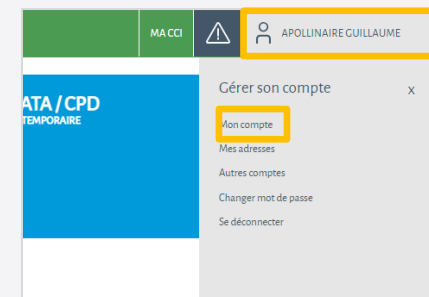 MA CCI
APOLLINAIRE GUILLAUME
ATA / CPD
TEMPORAIRE
Gérer son compte
x
Mon compte
Mes adresses
Autres comptes
Changer mot de passe
Se déconnecter